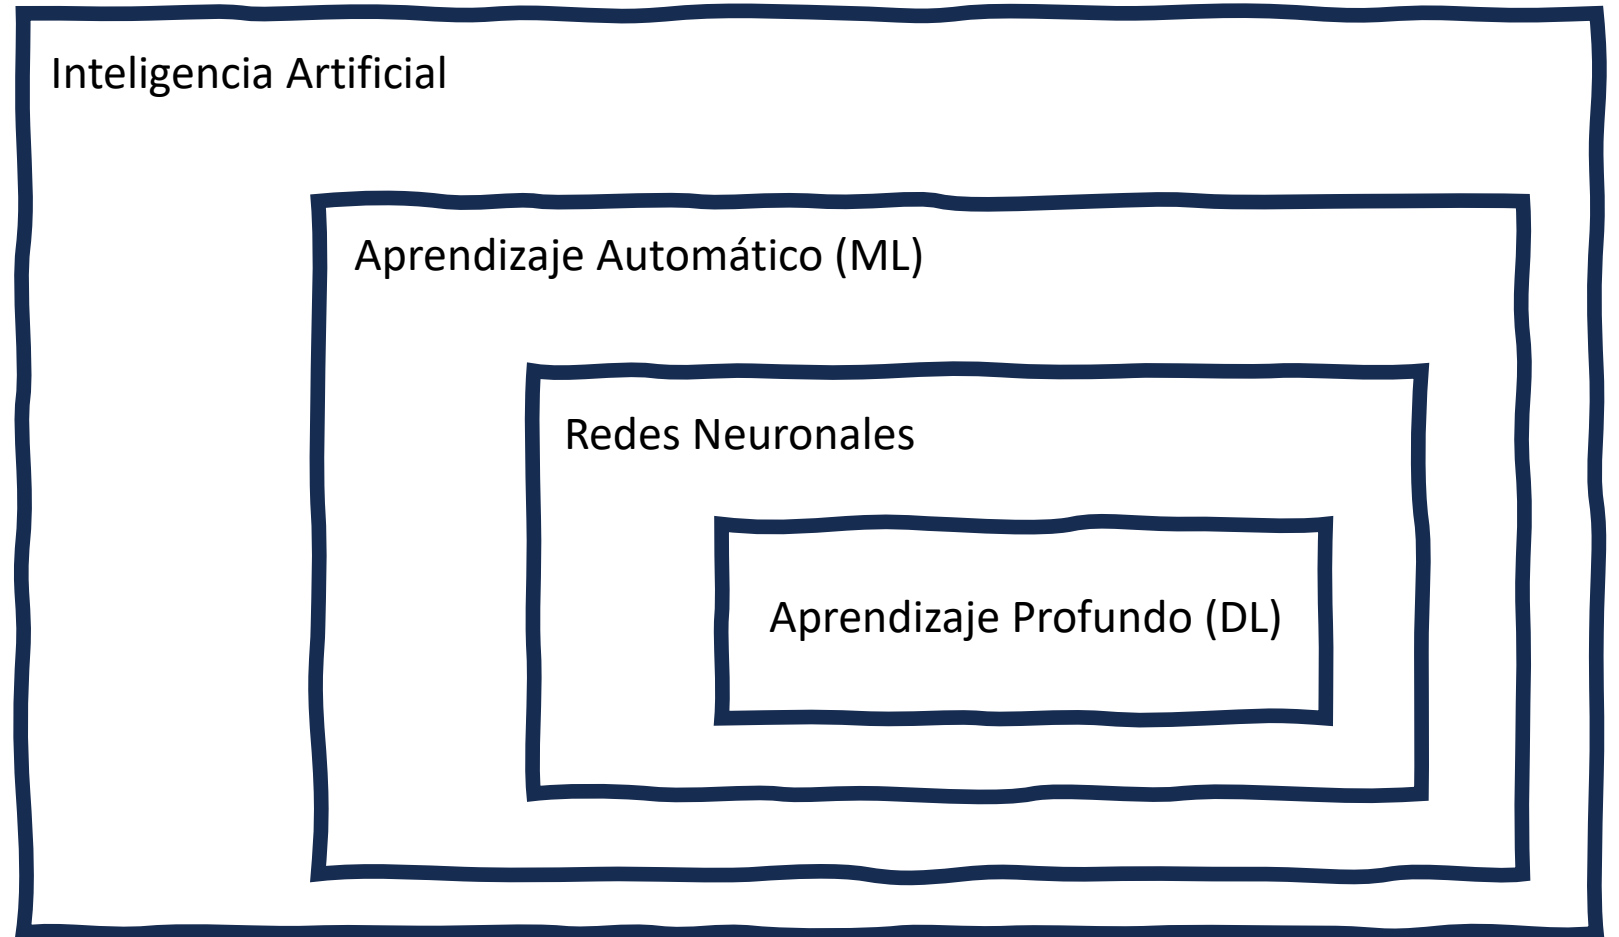 Inteligencia Artificial
Aprendizaje Automático (ML)
Redes Neuronales
Aprendizaje Profundo (DL)